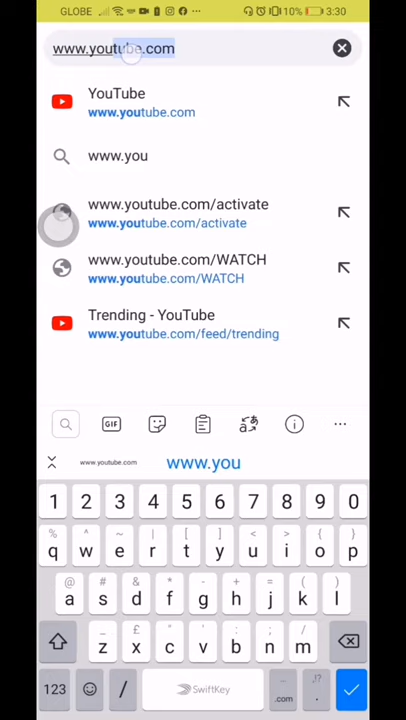 GLOBE 10% 3:30
www.youtube.com
YouTube
www.youtube.com
www.you
www.youtube.com/activate
www.youtube.com/activate
www.youtube.com/WATCH
www.youtube.com/WATCH
Trending - YouTube
www.youtube.com/feed/trending
GIF
www.youtube.com www.you
1 2 3 4 5 6 7 8 9 0
% ^ ~ | [ ] < > { }
q w e r t y u i o p
@ # & * - + = ( )
a s d f g h j k l
_ £ " ' : ; /
z x c v b n m
123 / SwiftKey .com ,!? .